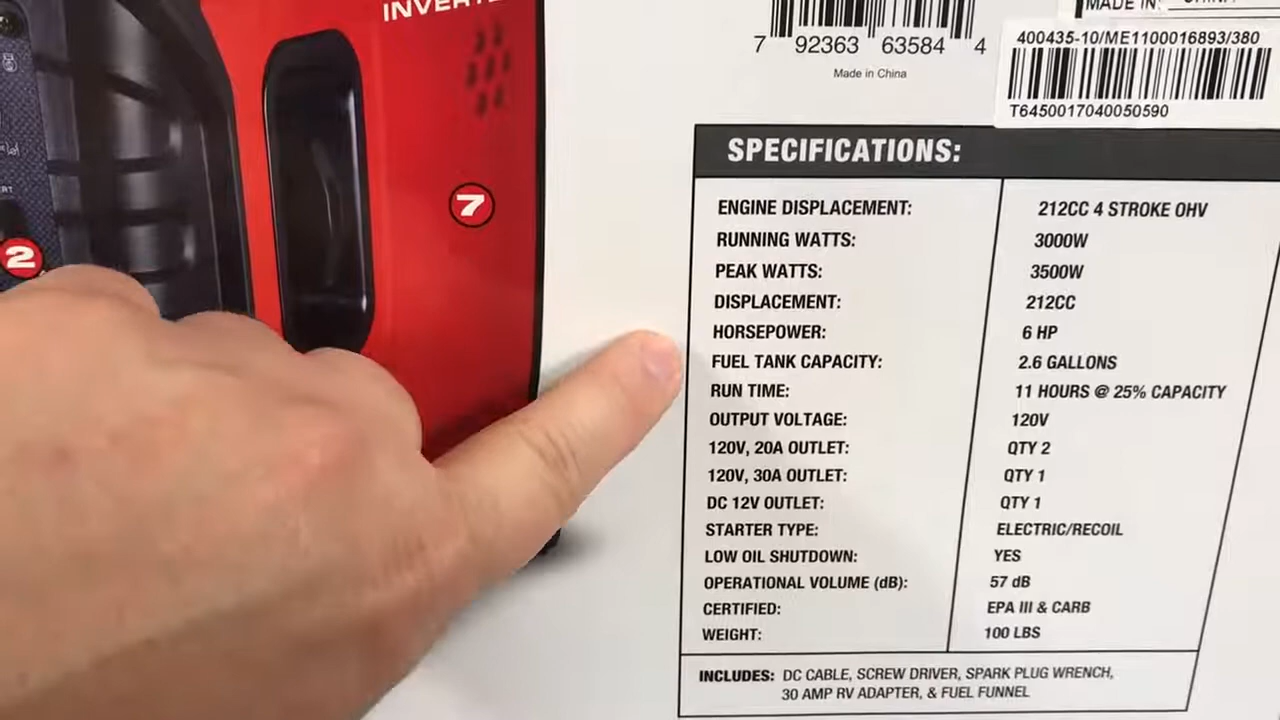 INVERTE
7 92363 63584 4
Made in China
MADE IN:
400435-10/ME1100016893/380
T6450017040050590
7
2
SPECIFICATIONS:
ENGINE DISPLACEMENT: 212CC 4 STROKE OHV
RUNNING WATTS: 3000W
PEAK WATTS: 3500W
DISPLACEMENT: 212CC
HORSEPOWER: 6 HP
FUEL TANK CAPACITY: 2.6 GALLONS
RUN TIME: 11 HOURS @ 25% CAPACITY
OUTPUT VOLTAGE: 120V
120V, 20A OUTLET: QTY 2
120V, 30A OUTLET: QTY 1
DC 12V OUTLET: QTY 1
STARTER TYPE: ELECTRIC/RECOIL
LOW OIL SHUTDOWN: YES
OPERATIONAL VOLUME (dB): 57 dB
CERTIFIED: EPA III & CARB
WEIGHT: 100 LBS
INCLUDES: DC CABLE, SCREW DRIVER, SPARK PLUG WRENCH,
30 AMP RV ADAPTER, & FUEL FUNNEL